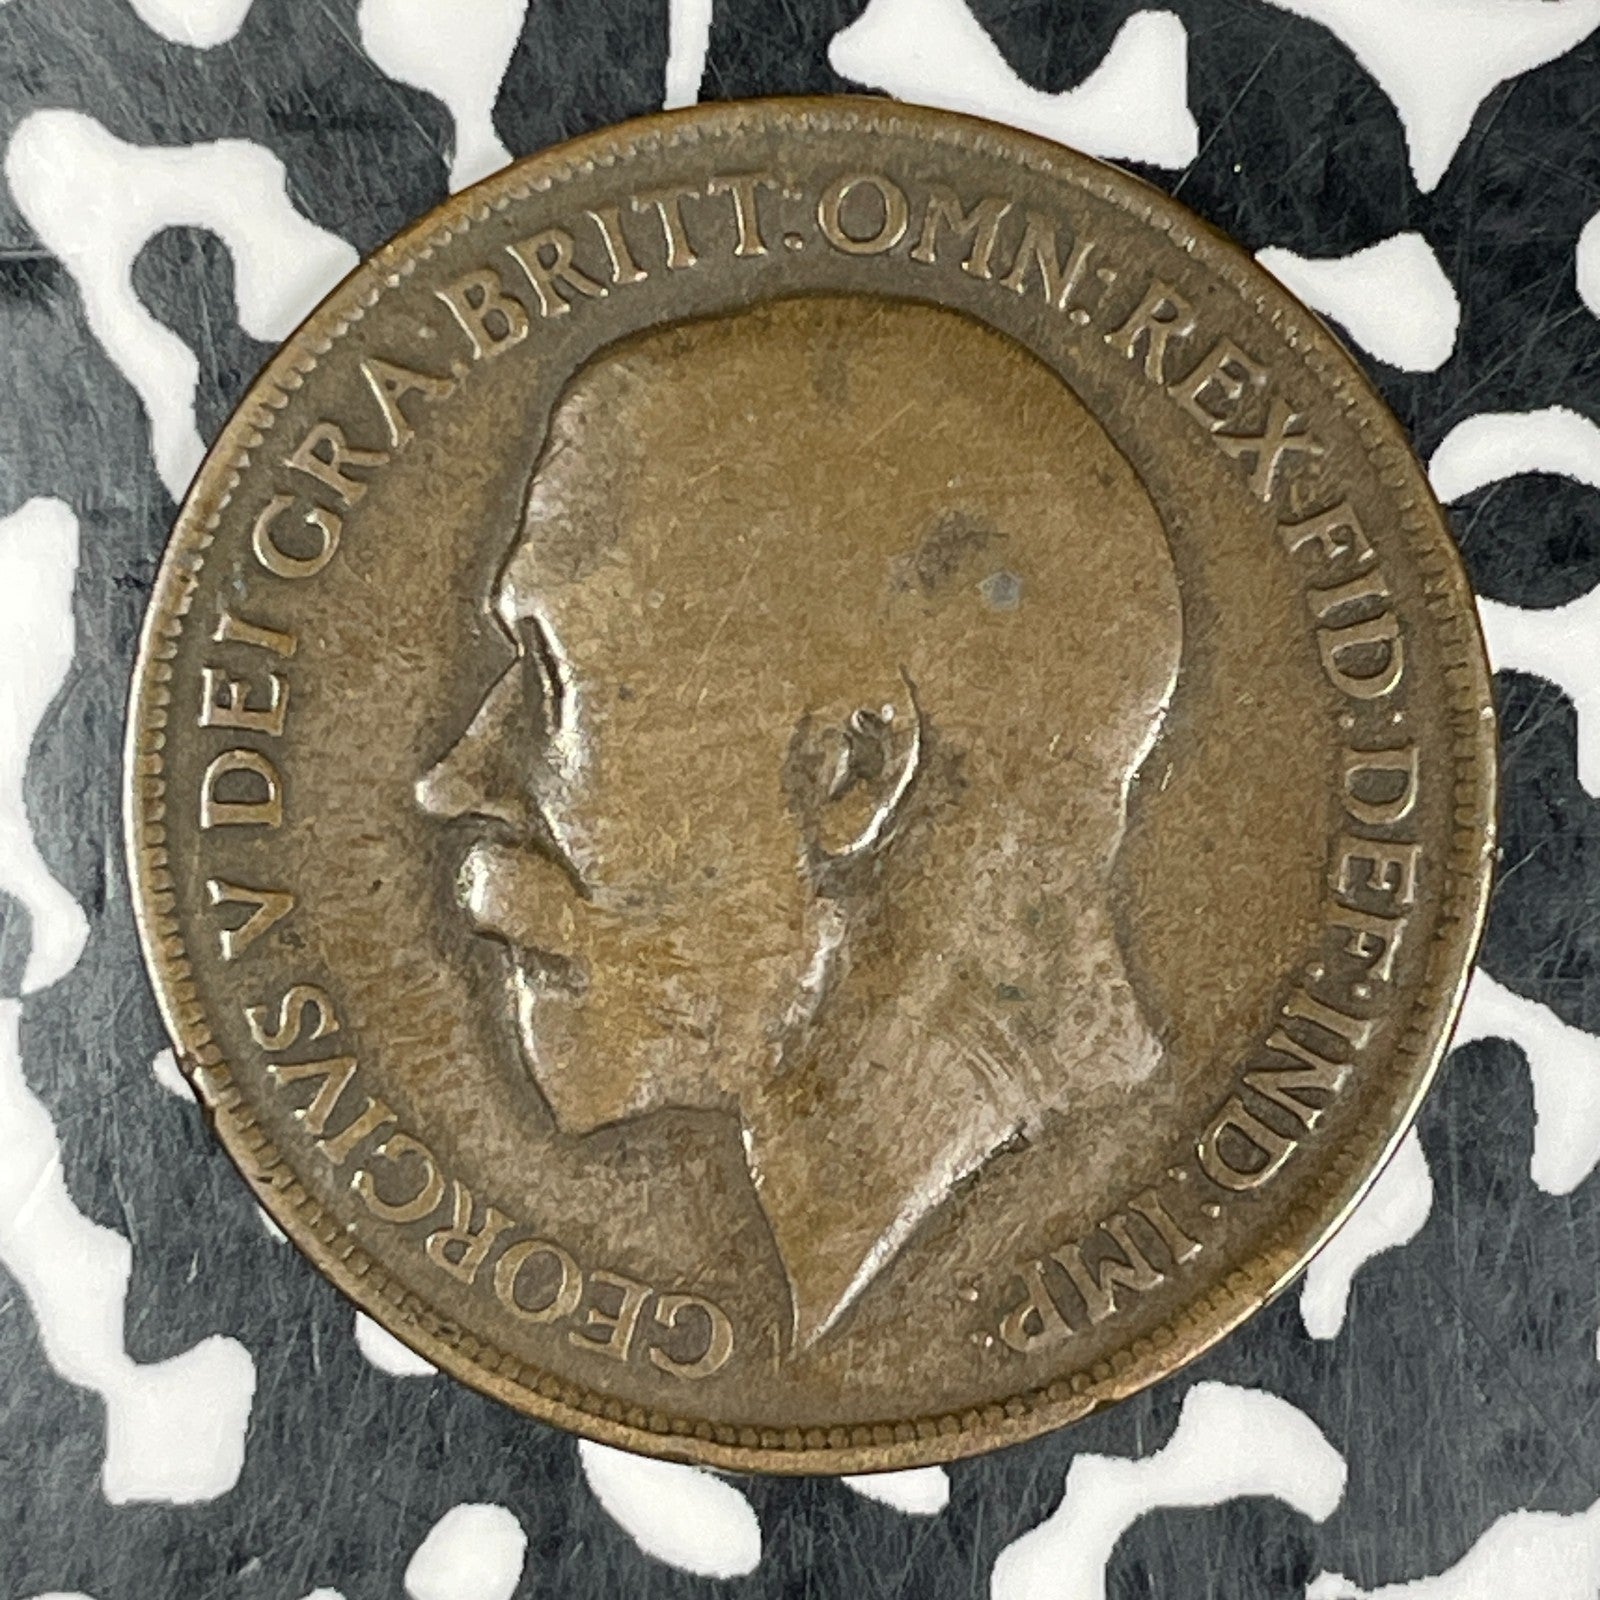 GEORGIVS V DEI GRA: BRITT: OMN: REX FID: DEF: IND: IMP: